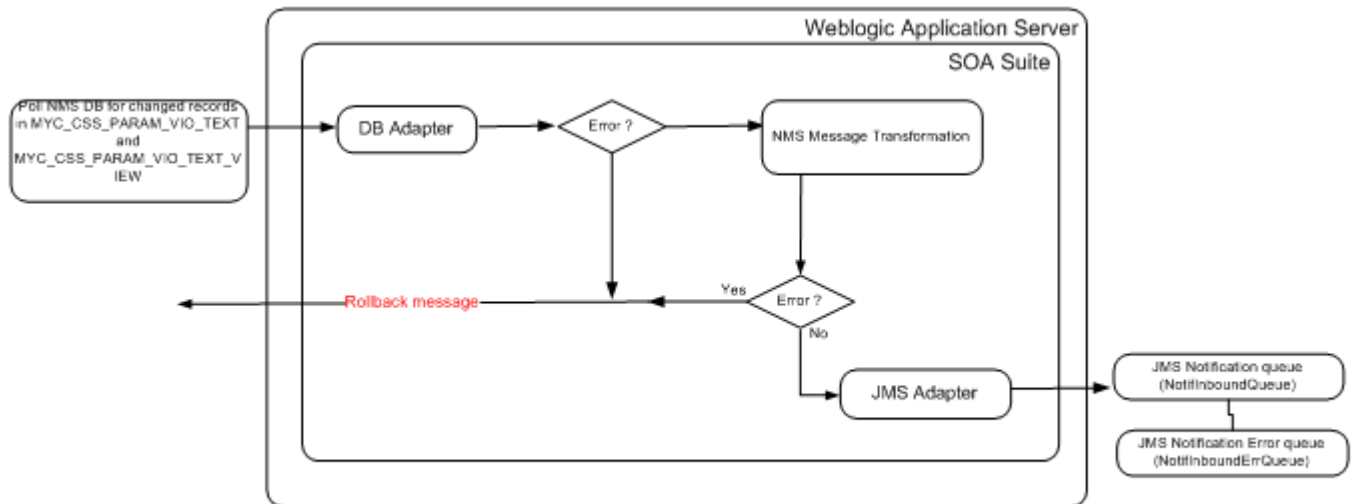 Weblogic Application Server
SOA Suite
Poll NMS DB for changed records
in MYC_CSS_PARAM_VIO_TEXT
and
MYC_CSS_PARAM_VIO_TEXT_V
IEW
DB Adapter
Error ?
NMS Message Transformation
Rollback message
Yes
Error ?
No
JMS Adapter
JMS Notification queue
(NotifInboundQueue)
JMS Notification Error queue
(NotifInboundErrQueue)